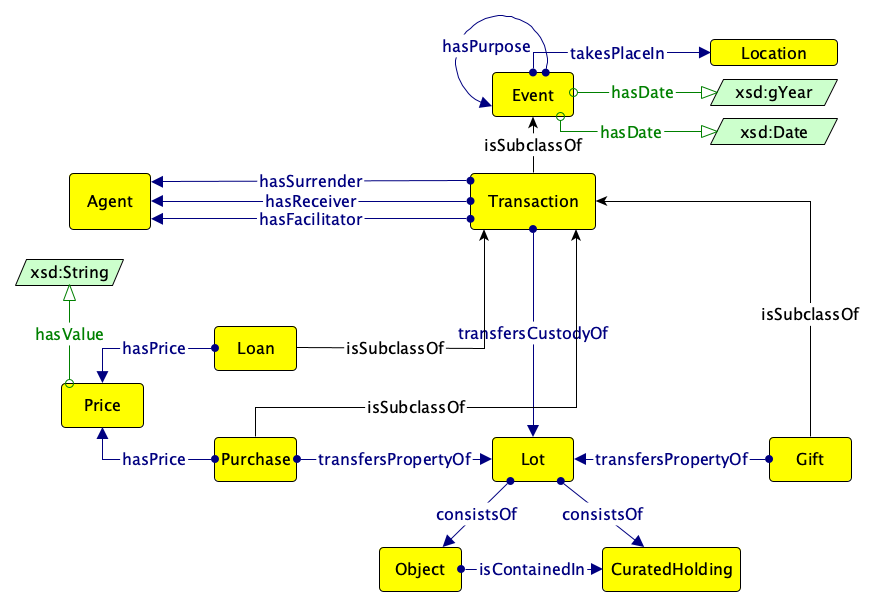 hasPurpose
takesPlaceIn
Location
Event
hasDate
xsd:gYear
hasDate
xsd:Date
isSubclassOf
Agent
hasSurrender
hasReceiver
hasFacilitator
Transaction
xsd:String
isSubclassOf
hasValue
transfersCustodyOf
hasPrice
Loan
isSubclassOf
Price
isSubclassOf
hasPrice
Purchase
transfersPropertyOf
Lot
transfersPropertyOf
Gift
consistsOf
consistsOf
Object
isContainedIn
CuratedHolding